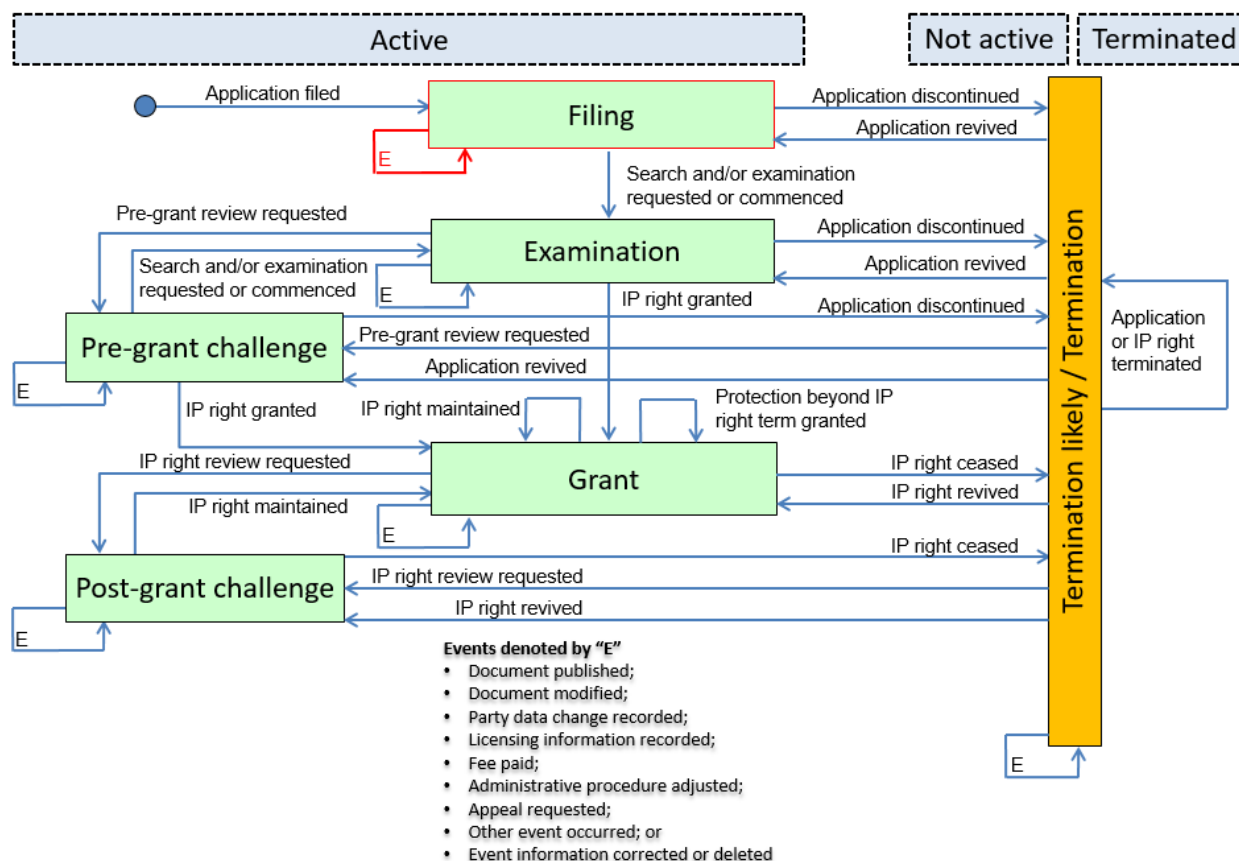 Active
Not active
Terminated
Application filed
Filing
Application discontinued
Application revived
E
Search and/or examination
requested or commenced
Pre-grant review requested
Examination
Application discontinued
Application revived
Search and/or examination
requested or commenced
E
IP right granted
Application discontinued
Pre-grant challenge
Pre-grant review requested
Application revived
E
Application
or IP right
terminated
Termination likely / Termination
IP right granted
IP right maintained
Protection beyond IP
right term granted
IP right review requested
Grant
IP right ceased
IP right revived
IP right maintained
E
IP right ceased
Post-grant challenge
IP right review requested
IP right revived
E
Events denoted by “E”
• Document published;
• Document modified;
• Party data change recorded;
• Licensing information recorded;
• Fee paid;
• Administrative procedure adjusted;
• Appeal requested;
• Other event occurred; or
• Event information corrected or deleted
E